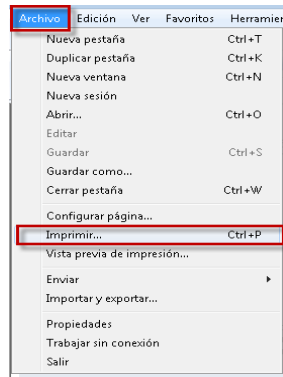 Archivo Edición Ver Favoritos Herramier
Nueva pestaña Ctrl+T
Duplicar pestaña Ctrl+K
Nueva ventana Ctrl+N
Nueva sesión
Abrir... Ctrl+O
Editar
Guardar Ctrl+S
Guardar como...
Cerrar pestaña Ctrl+W
Configurar página...
Imprimir... Ctrl+P
Vista previa de impresión...
Enviar
Importar y exportar...
Propiedades
Trabajar sin conexión
Salir